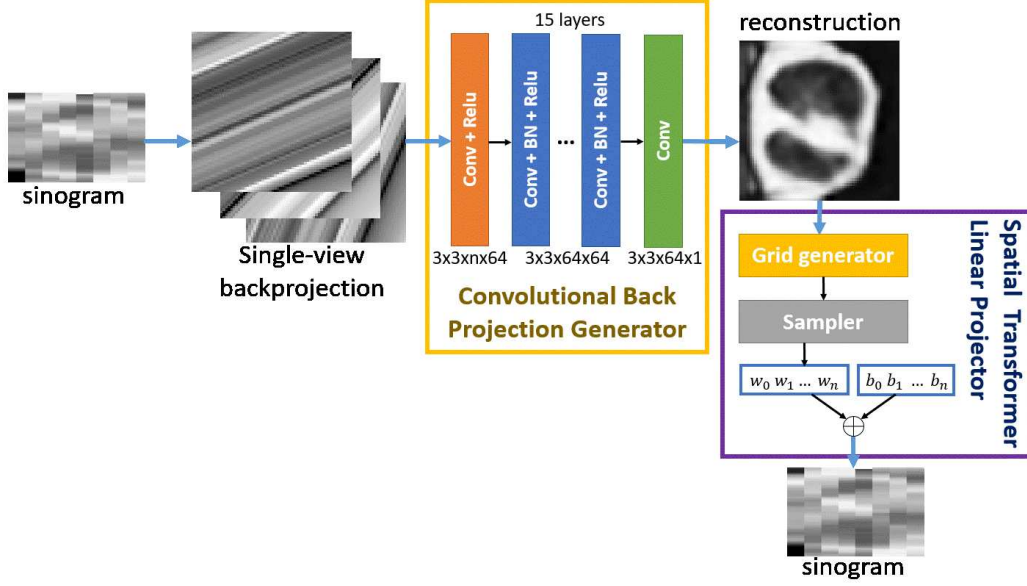 15 layers
reconstruction
sinogram
Single-view
backprojection
Conv + Relu
Conv + BN + Relu
...
Conv + BN + Relu
Conv
3x3xnx64
3x3x64x64
3x3x64x1
Convolutional Back
Projection Generator
Grid generator
Sampler
w₀ w₁ ... wₙ
b₀ b₁ ... bₙ
Spatial Transformer
Linear Projector
sinogram